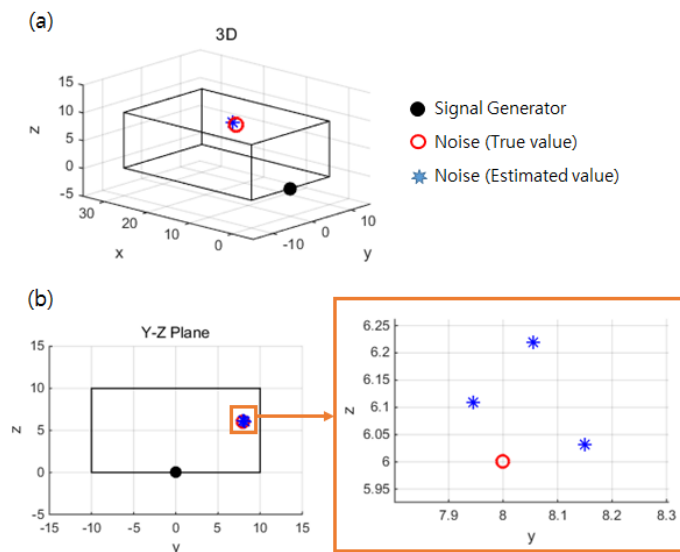 (a)
3D
15
10
5
0
-5
z
30
20
10
0
x
-10
0
10
y
Signal Generator
Noise (True value)
Noise (Estimated value)
(b)
Y-Z Plane
15
10
5
0
-5
z
-15 -10 -5 0 5 10 15
y
6.25
6.2
6.15
6.1
6.05
6
5.95
z
7.9 8 8.1 8.2 8.3
y